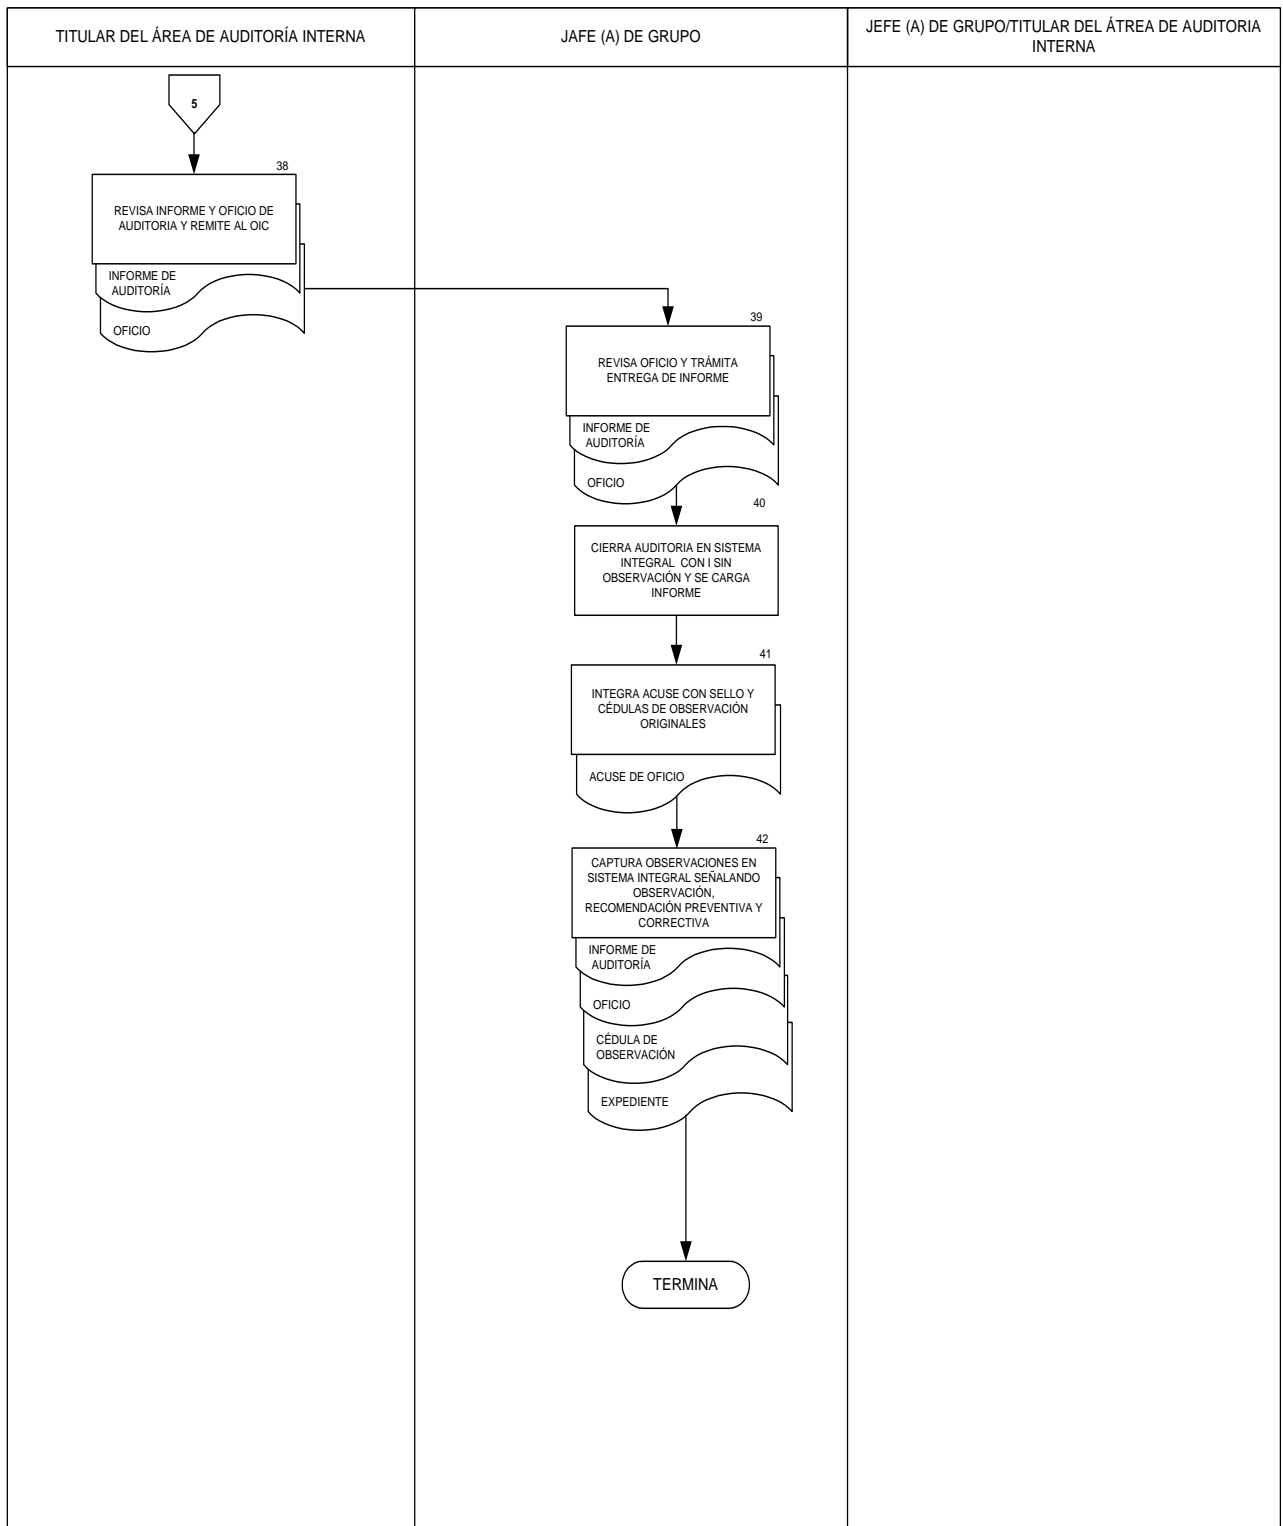 TITULAR DEL ÁREA DE AUDITORÍA INTERNA
JAFE (A) DE GRUPO
JEFE (A) DE GRUPO/TITULAR DEL ÁTREA DE AUDITORIA
INTERNA
5
38
REVISA INFORME Y OFICIO DE
AUDITORIA Y REMITE AL OIC
INFORME DE
AUDITORÍA
OFICIO
39
REVISA OFICIO Y TRÁMITA
ENTREGA DE INFORME
INFORME DE
AUDITORÍA
OFICIO
40
CIERRA AUDITORIA EN SISTEMA
INTEGRAL CON I SIN
OBSERVACIÓN Y SE CARGA
INFORME
41
INTEGRA ACUSE CON SELLO Y
CÉDULAS DE OBSERVACIÓN
ORIGINALES
ACUSE DE OFICIO
42
CAPTURA OBSERVACIONES EN
SISTEMA INTEGRAL SEÑALANDO
OBSERVACIÓN,
RECOMENDACIÓN PREVENTIVA Y
CORRECTIVA
INFORME DE
AUDITORÍA
OFICIO
CÉDULA DE
OBSERVACIÓN
EXPEDIENTE
TERMINA